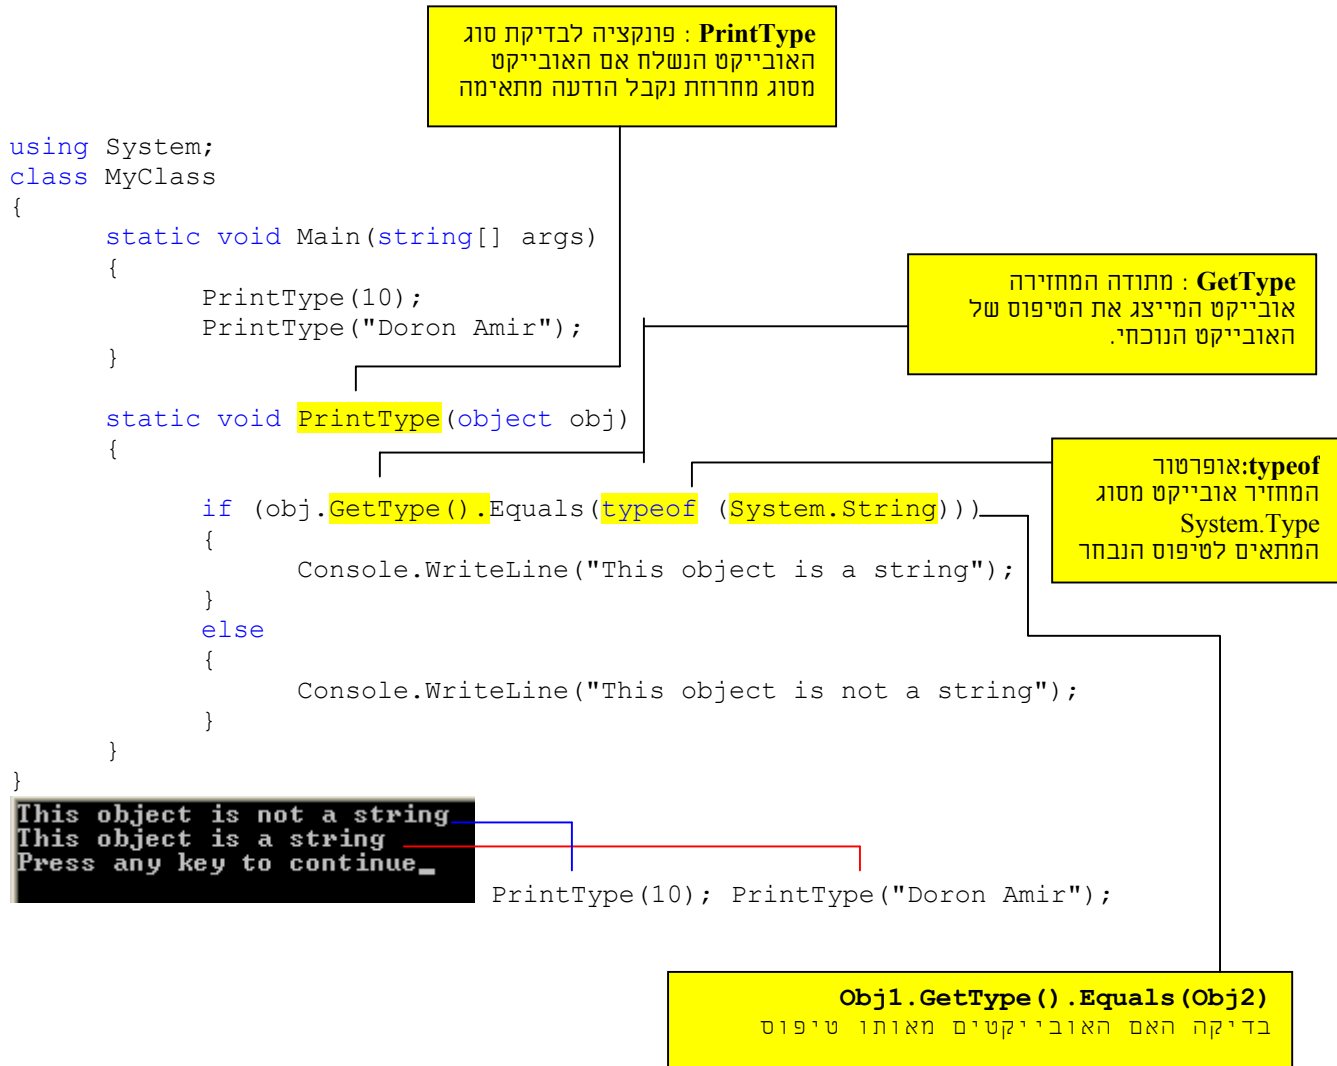 PrintType : פונקציה לבדיקת סוג
האובייקט הנשלח אם האובייקט
מסוג מחרוזת נקבל הודעה מתאימה
using System;
class MyClass
{
static void Main(string[] args)
{
PrintType(10);
PrintType("Doron Amir");
}
GetType : מתודה המחזירה
אובייקט המייצג את הטיפוס של
האובייקט הנוכחי.
static void PrintType(object obj)
{
typeof:אופרטור
המחזיר אובייקט מסוג
System.Type
המתאים לטיפוס הנבחר
if (obj.GetType().Equals(typeof (System.String)))
{
Console.WriteLine("This object is a string");
}
else
{
Console.WriteLine("This object is not a string");
}
}
}
This object is not a string
This object is a string
Press any key to continue_
PrintType(10); PrintType("Doron Amir");
Obj1.GetType().Equals(Obj2)
בדיקה האם האובייקטים מאותו טיפוס